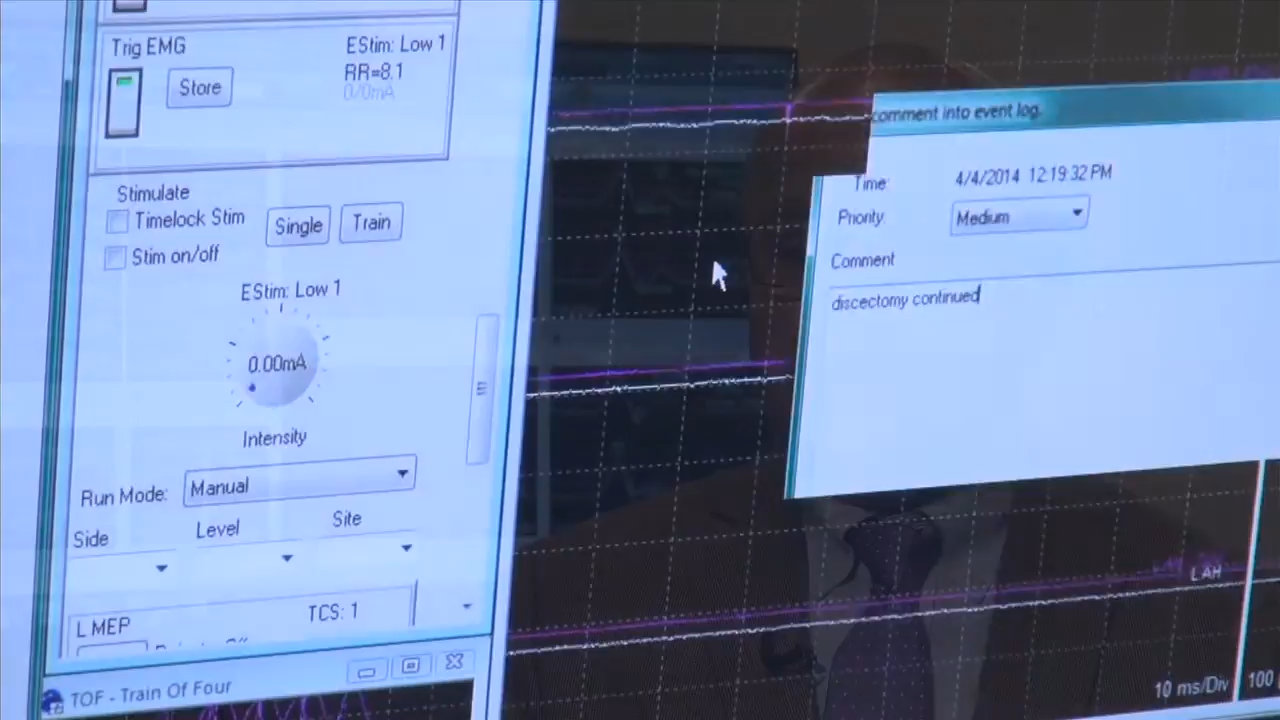 Trig EMG
EStim: Low 1
RR=8.1
0/0mA
Store
Stimulate
Timelock Stim
Single
Train
Stim on/off
EStim: Low 1
0.00mA
Intensity
Run Mode:
Manual
Side
Level
Site
L MEP
TCS: 1
TOF - Train Of Four
comment into event log.
Time:
4/4/2014 12:19:32 PM
Priority:
Medium
Comment
discectomy continued
L AH
10 ms/Div
100